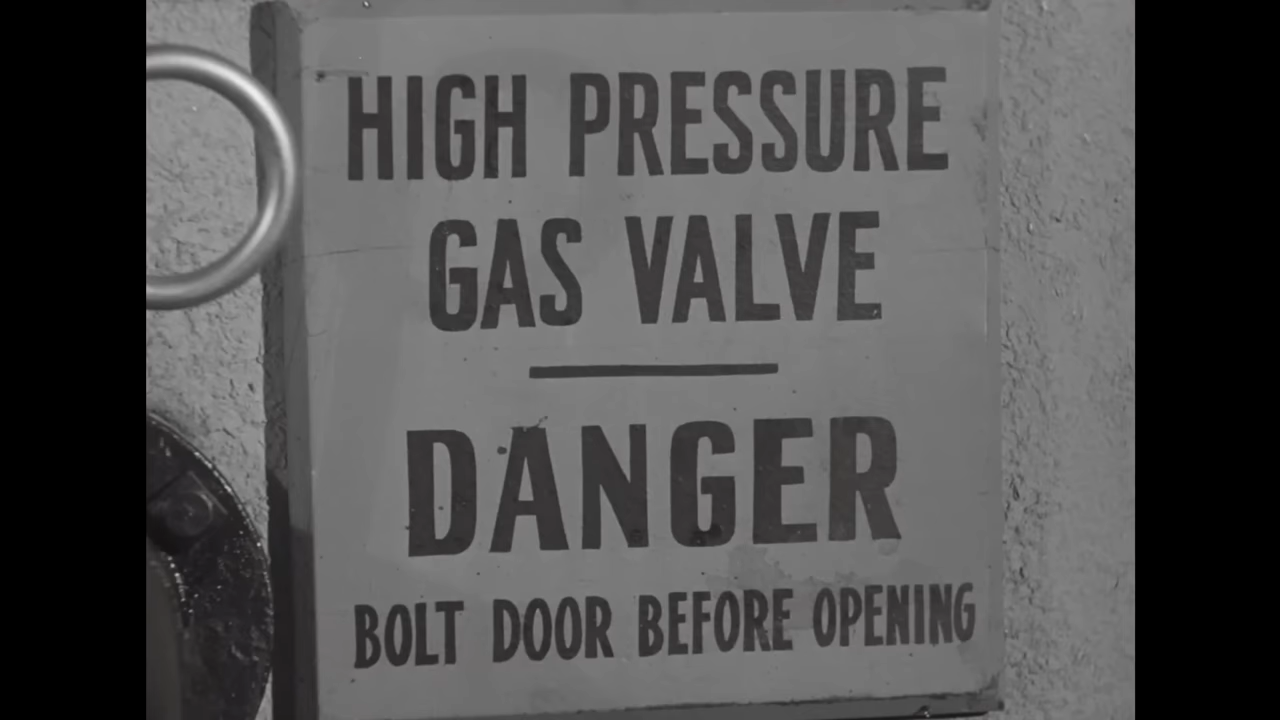 HIGH PRESSURE
GAS VALVE
DANGER
BOLT DOOR BEFORE OPENING